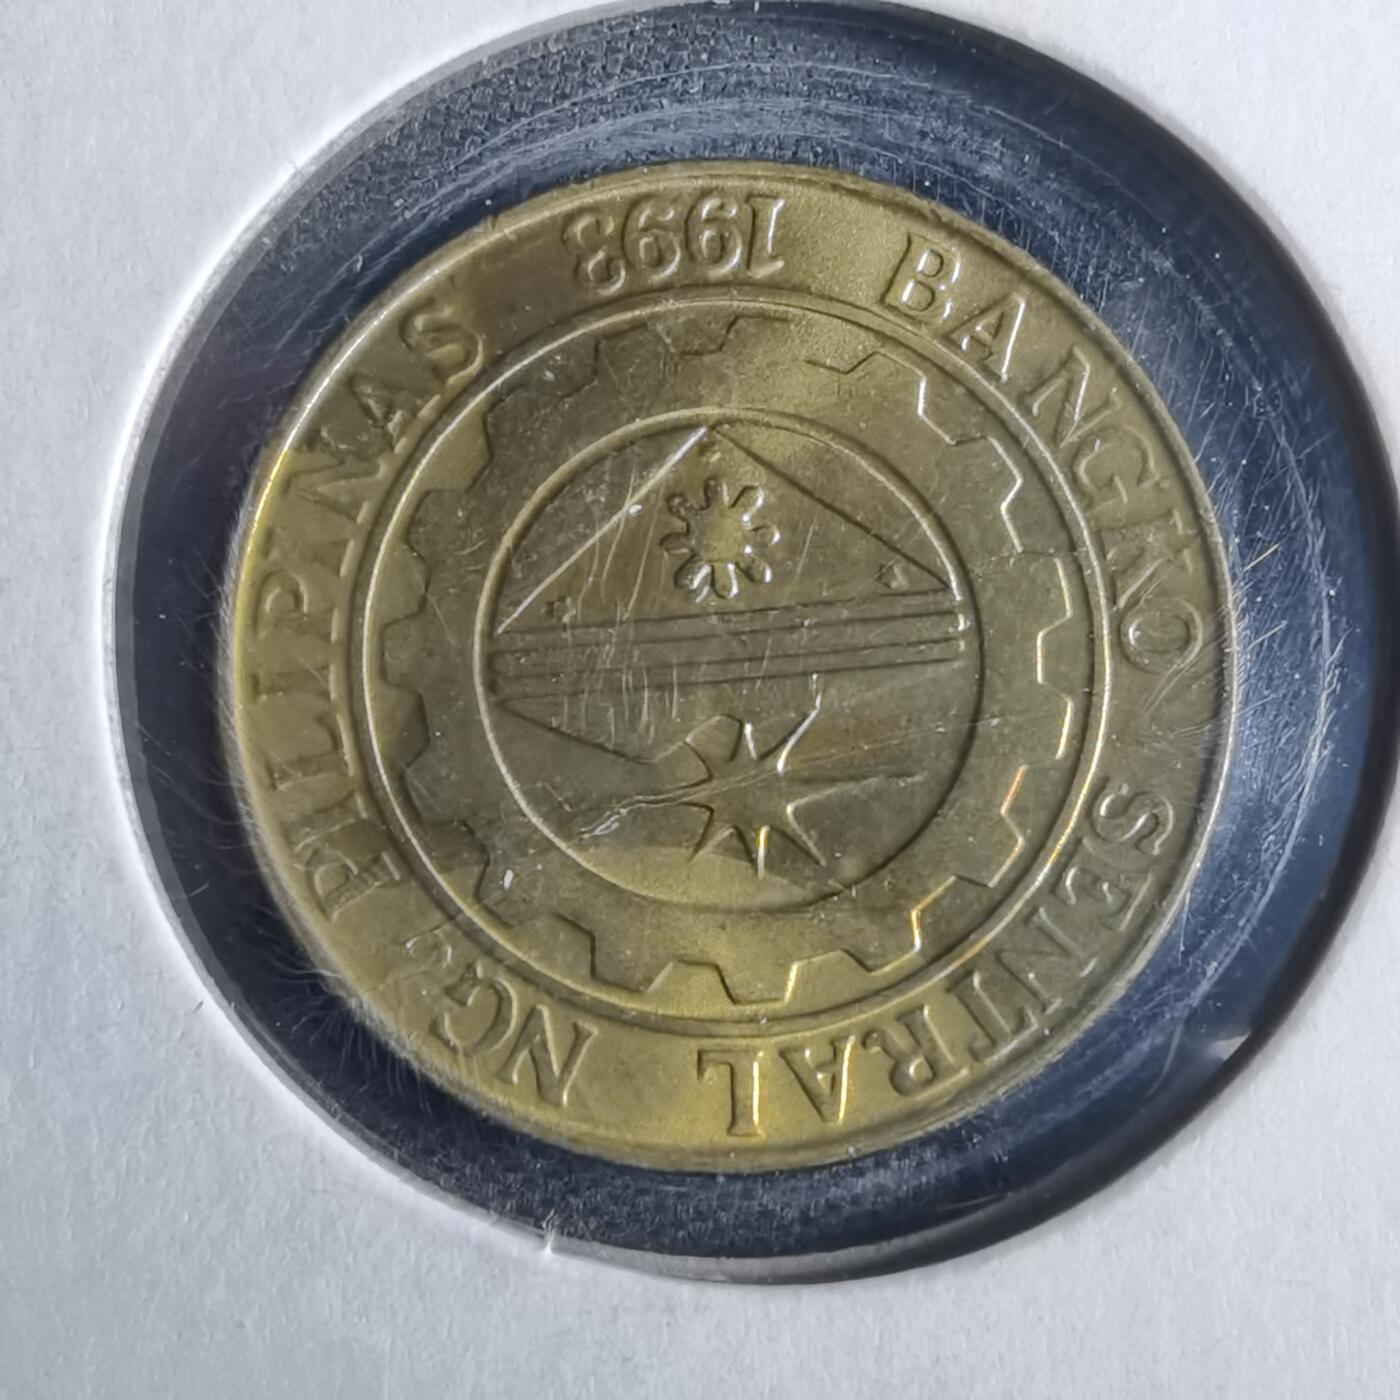 BANGKO SENTRAL NG PILIPINAS
1993